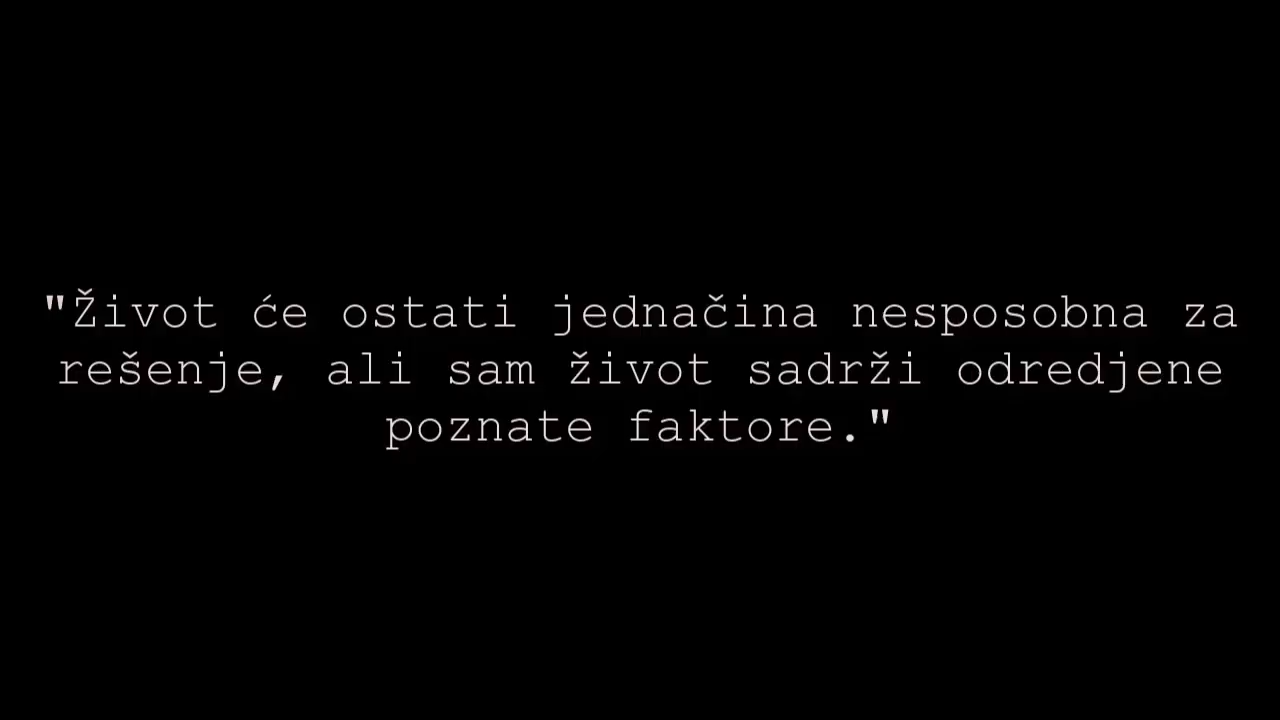 "Život će ostati jednačina nesposobna za
rešenje, ali sam život sadrži odredjene
poznate faktore."